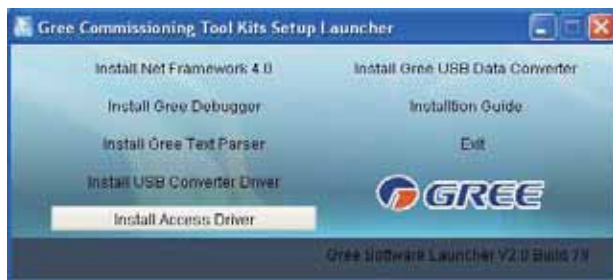 Gree Commissioning Tool Kits Setup Launcher
Install Net Framework 4.0
Install Gree Debugger
Install Gree Text Parser
Install USB Converter Driver
Install Access Driver
Install Gree USB Data Converter
Installtion Guide
Exit
GREE
Gree Software Launcher V2.0 Build 79